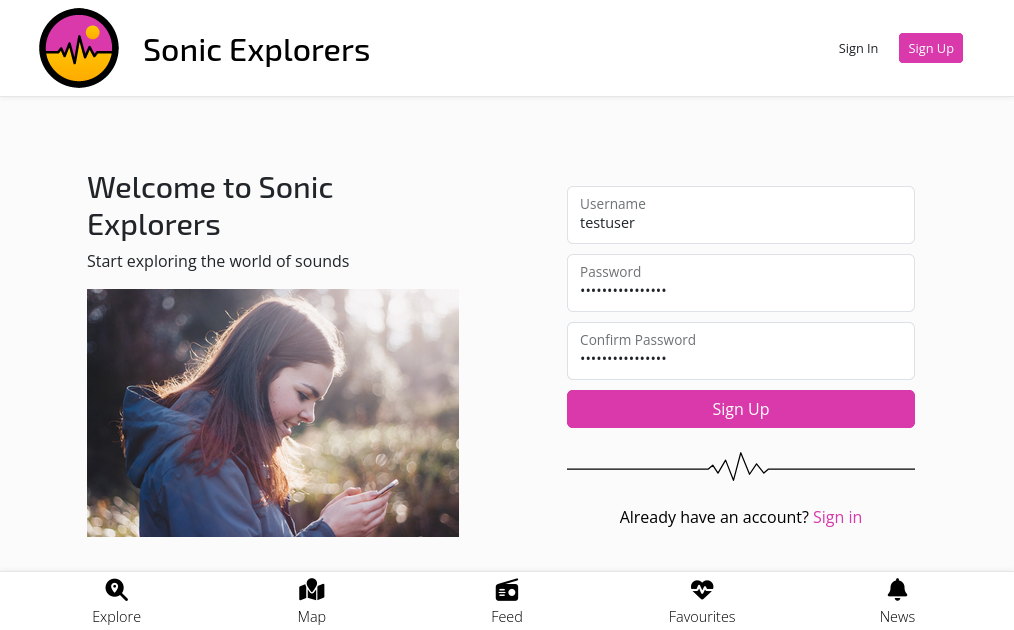 Sonic Explorers
Sign In
Sign Up
Welcome to Sonic
Explorers
Start exploring the world of sounds
Username
testuser
Password
••••••••••••••••
Confirm Password
••••••••••••••••
Sign Up
Already have an account? Sign in
Explore
Map
Feed
Favourites
News